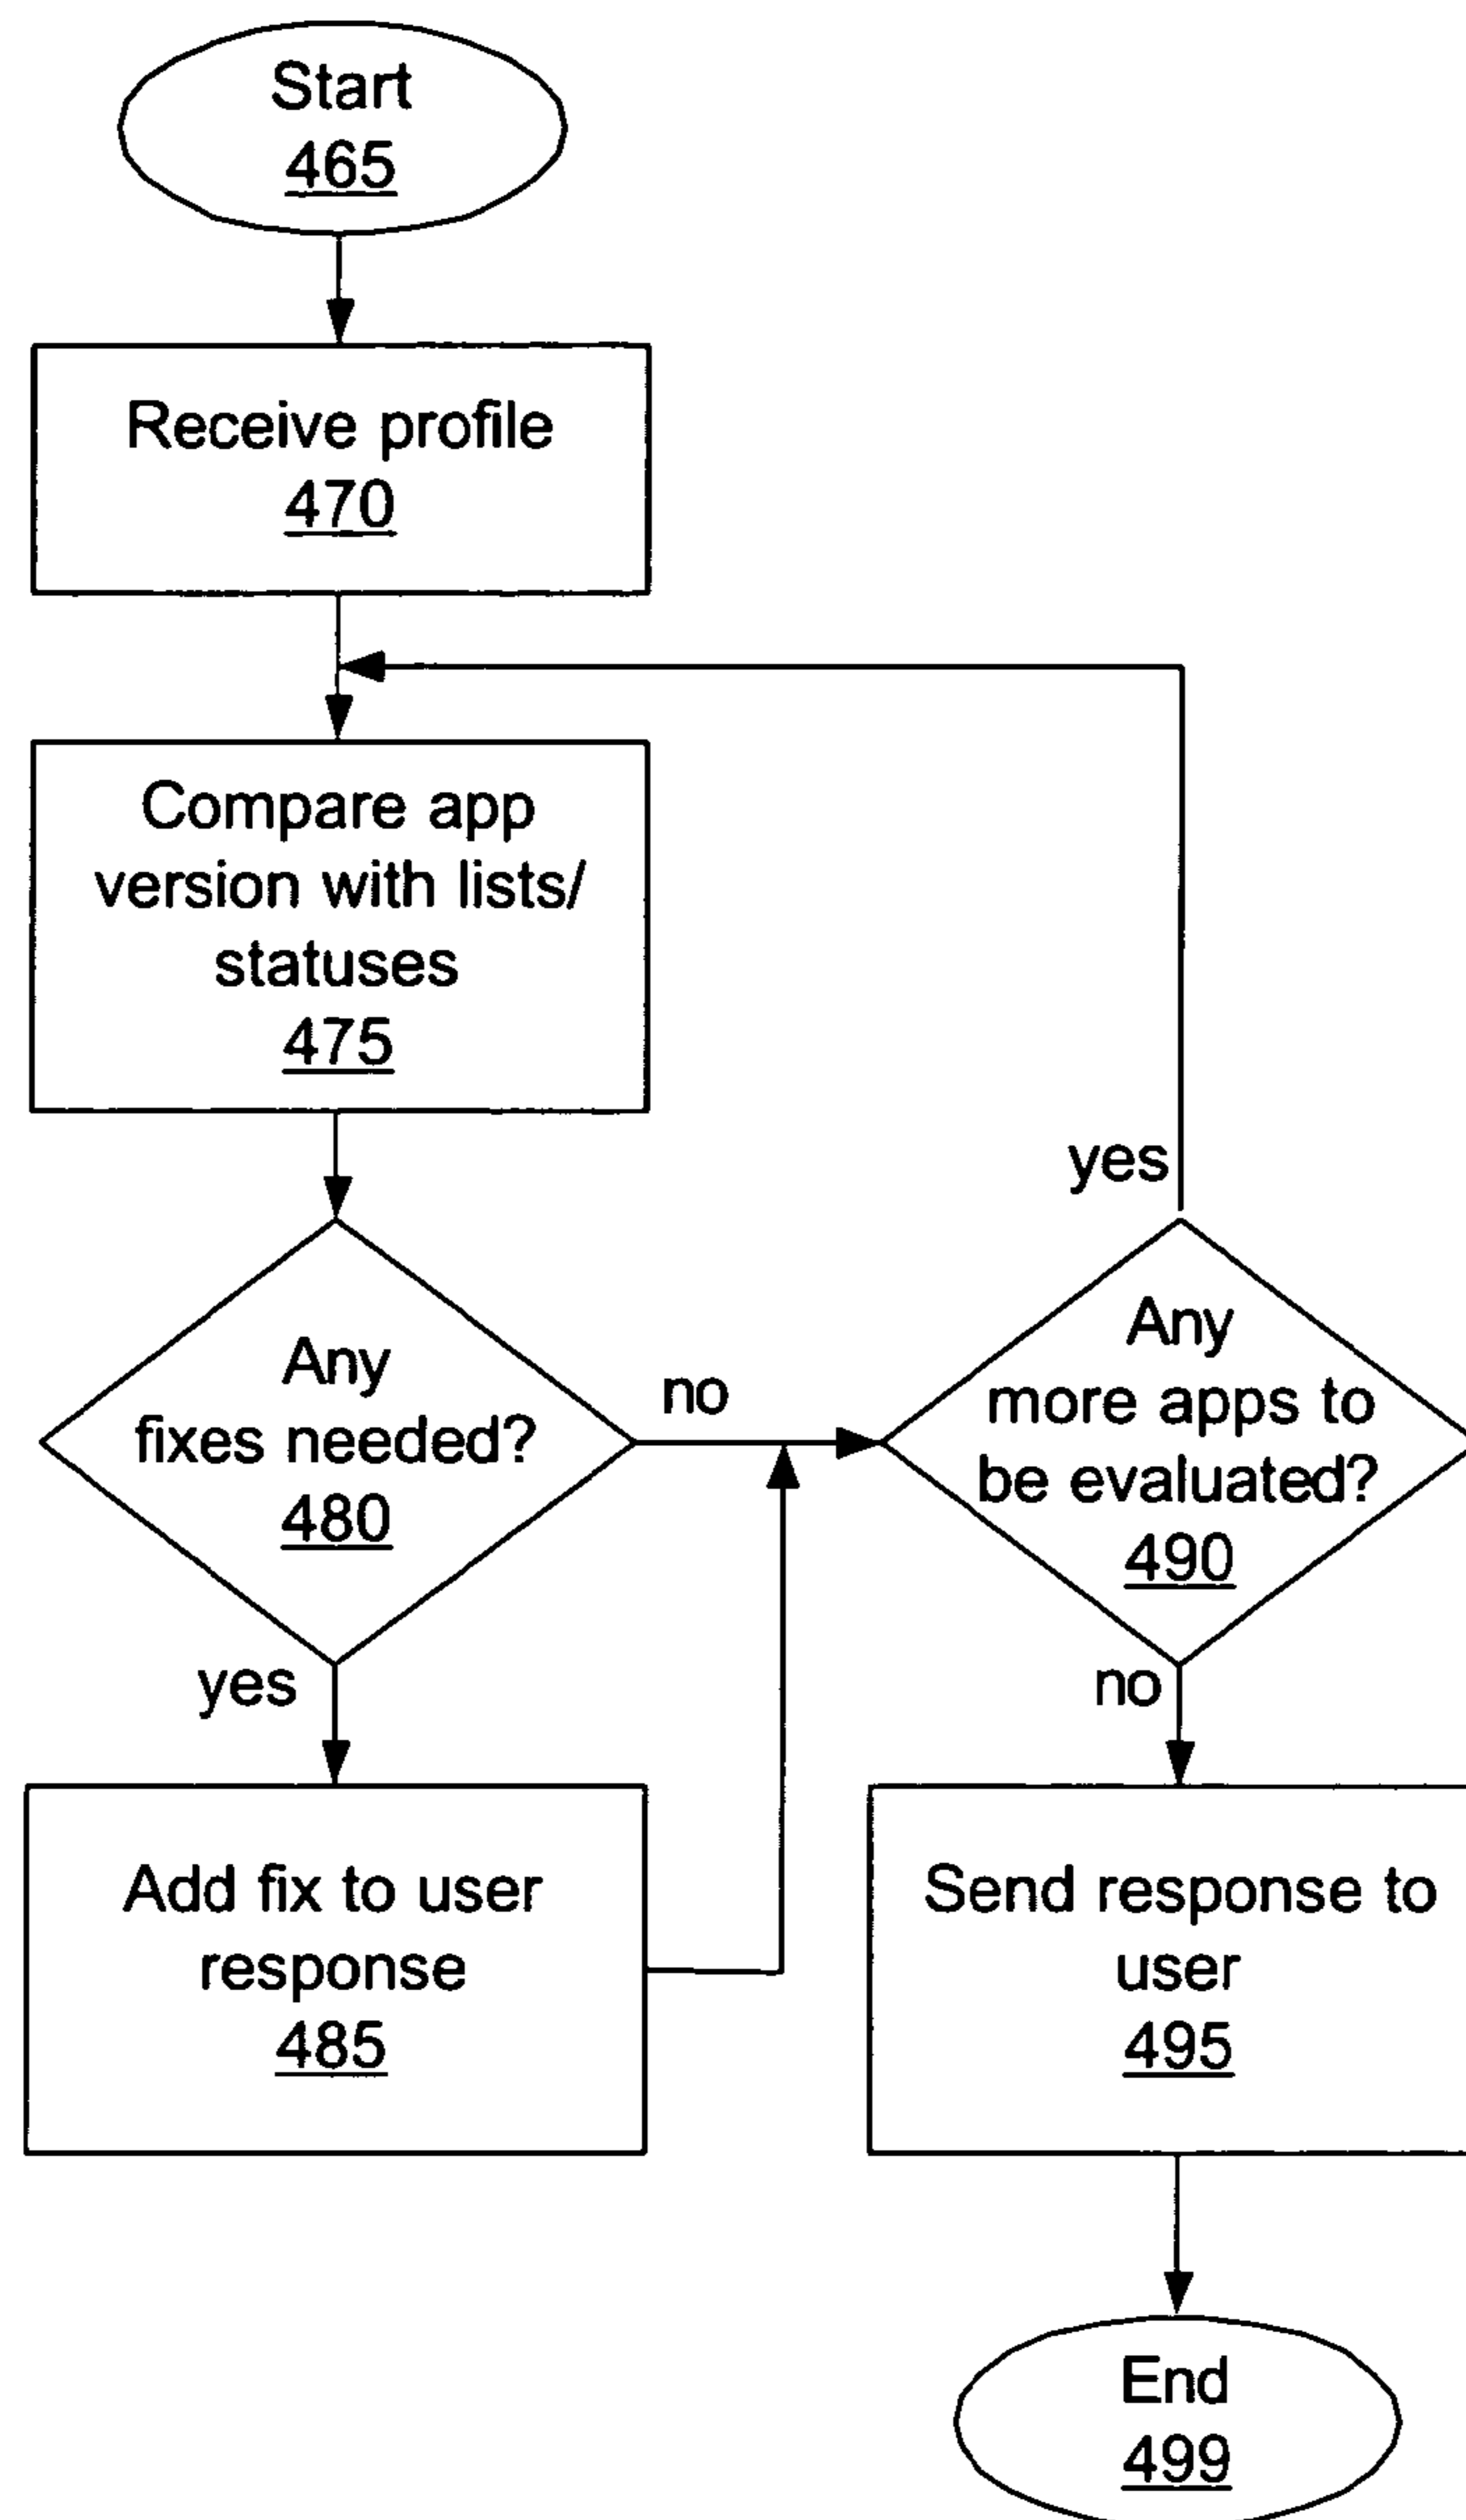 Start
465
Receive profile
470
Compare app
version with lists/
statuses
475
yes
Any
fixes needed?
480
no
Any
more apps to
be evaluated?
490
yes
no
Add fix to user
response
485
Send response to
user
495
End
499